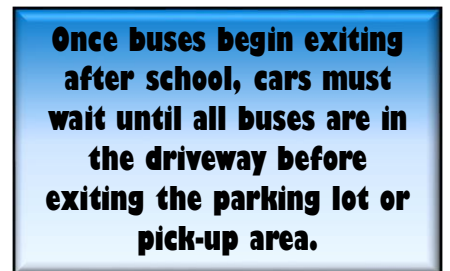 Once buses begin exiting
after school, cars must
wait until all buses are in
the driveway before
exiting the parking lot or
pick-up area.